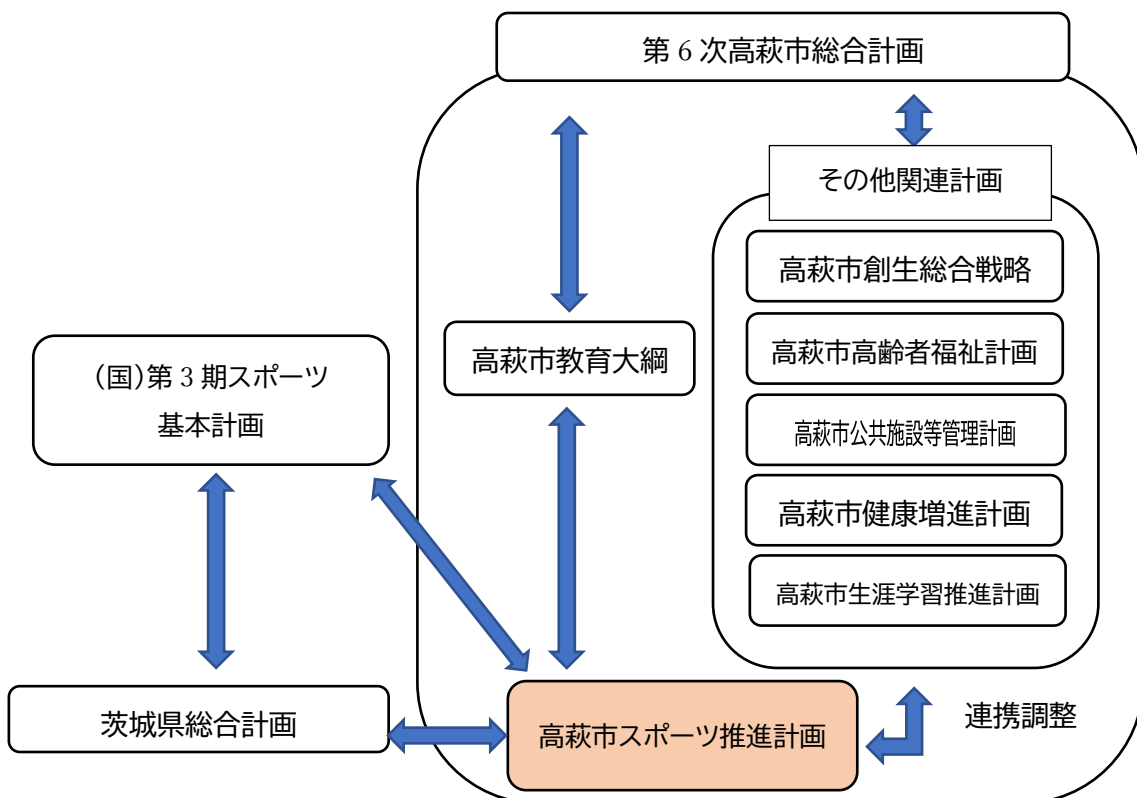 第6次高萩市総合計画
その他関連計画
高萩市創生総合戦略
高萩市高齢者福祉計画
高萩市公共施設等管理計画
高萩市健康増進計画
高萩市生涯学習推進計画
高萩市教育大綱
(国)第3期スポーツ
基本計画
茨城県総合計画
高萩市スポーツ推進計画
連携調整